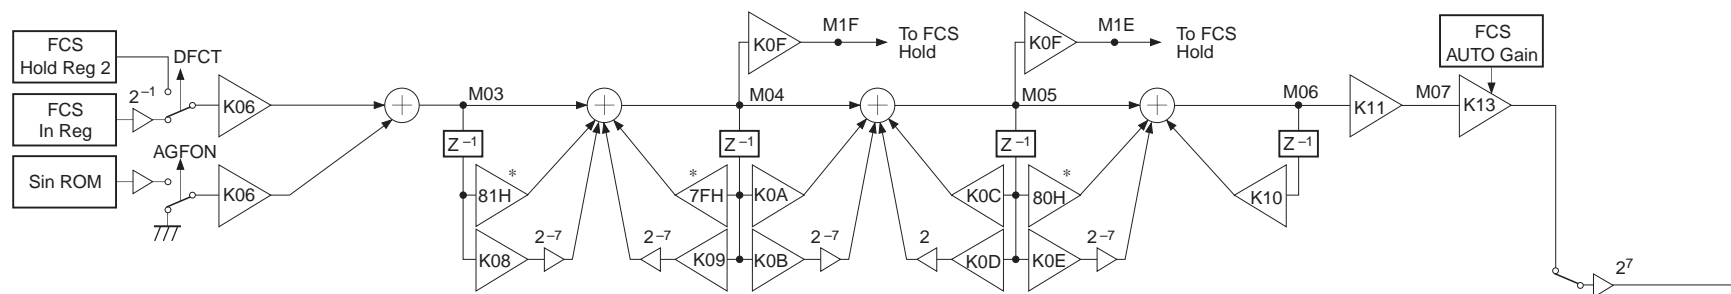 FCS
Hold Reg 2
DFCT
2⁻¹
FCS
In Reg
K06
AGFON
Sin ROM
K06
M03
Z⁻¹
81H
*
K08
2⁻⁷
7FH
*
K09
2⁻⁷
K0F
M1F
To FCS
Hold
M04
Z⁻¹
K0A
K0B
2⁻⁷
K0C
K0D
2
K0F
M1E
To FCS
Hold
M05
Z⁻¹
80H
*
K0E
2⁻⁷
M06
Z⁻¹
K10
K11
M07
FCS
AUTO Gain
K13
2⁷